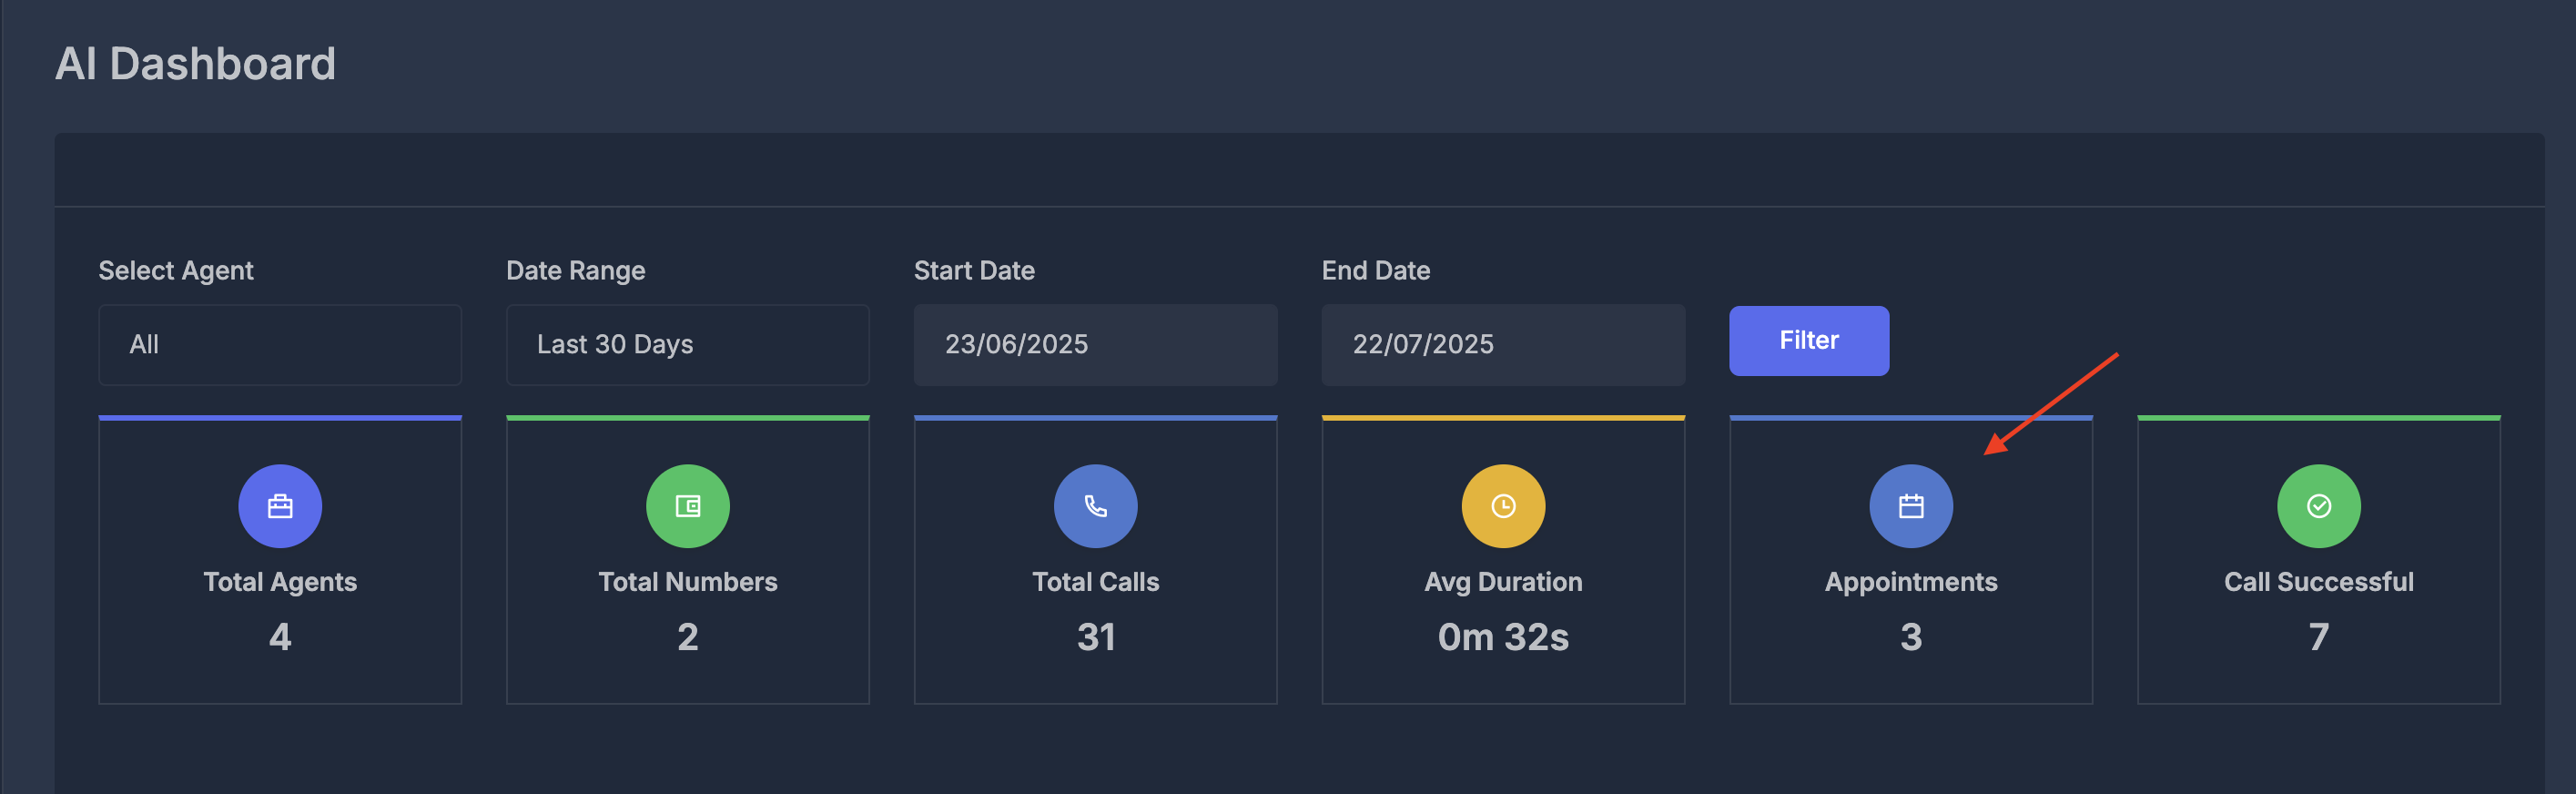 AI Dashboard
Select Agent
Date Range
Start Date
End Date
All
Last 30 Days
23/06/2025
22/07/2025
Filter
Total Agents
4
Total Numbers
2
Total Calls
31
Avg Duration
0m 32s
Appointments
3
Call Successful
7